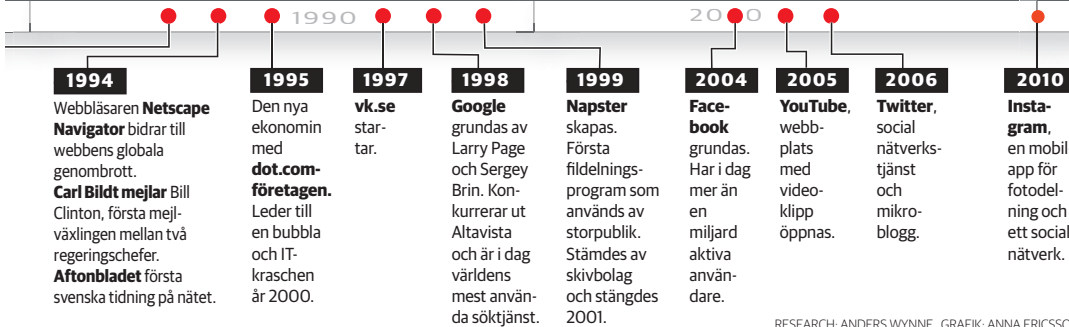 1990
1994
Webbläsaren Netscape
Navigator bidrar till
webbens globala
genombrott.
Carl Bildt mejlar Bill
Clinton, första mejl-
växlingen mellan två
regeringschefer.
Aftonbladet första
svenska tidning på nätet.
1995
Den nya
ekonomin
med
dot.com-
företagen.
Leder till
en bubbla
och IT-
kraschen
år 2000.
1997
vk.se
star-
tar.
1998
Google
grundas av
Larry Page
och Sergey
Brin. Kon-
kurrerar ut
Altavista
och är i dag
världens
mest använ-
da söktjänst.
1999
Napster
skapas.
Första
fildelnings-
program som
används av
storpublik.
Stämdes av
skivbolag
och stängdes
2001.
2000
2004
Face-
book
grundas.
Har i dag
mer än
en
miljard
aktiva
använ-
dare.
2005
YouTube,
webb-
plats
med
video-
klipp
öppnas.
2006
Twitter,
social
nätverks-
tjänst
och
mikro-
blogg.
2010
Insta-
gram,
en mobil
app för
fotodel-
ning och
ett social
nätverk.
RESEARCH: ANDERS WYNNE GRAFIK: ANNA ERICSSO